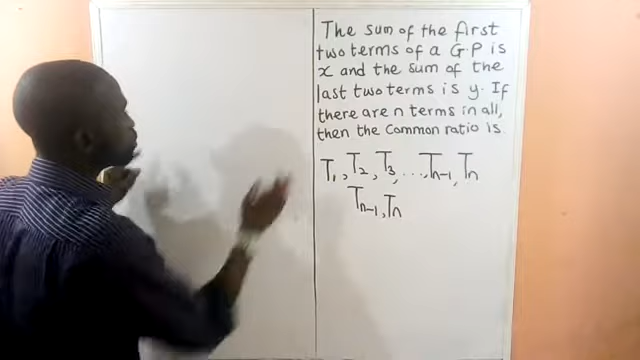 The sum of the first
two terms of a G.P is
x and the sum of the
last two terms is y. If
there are n terms in all,
then the common ratio is
T₁, T₂, T₃, ..., Tₙ₋₁, Tₙ
Tₙ₋₁, Tₙ